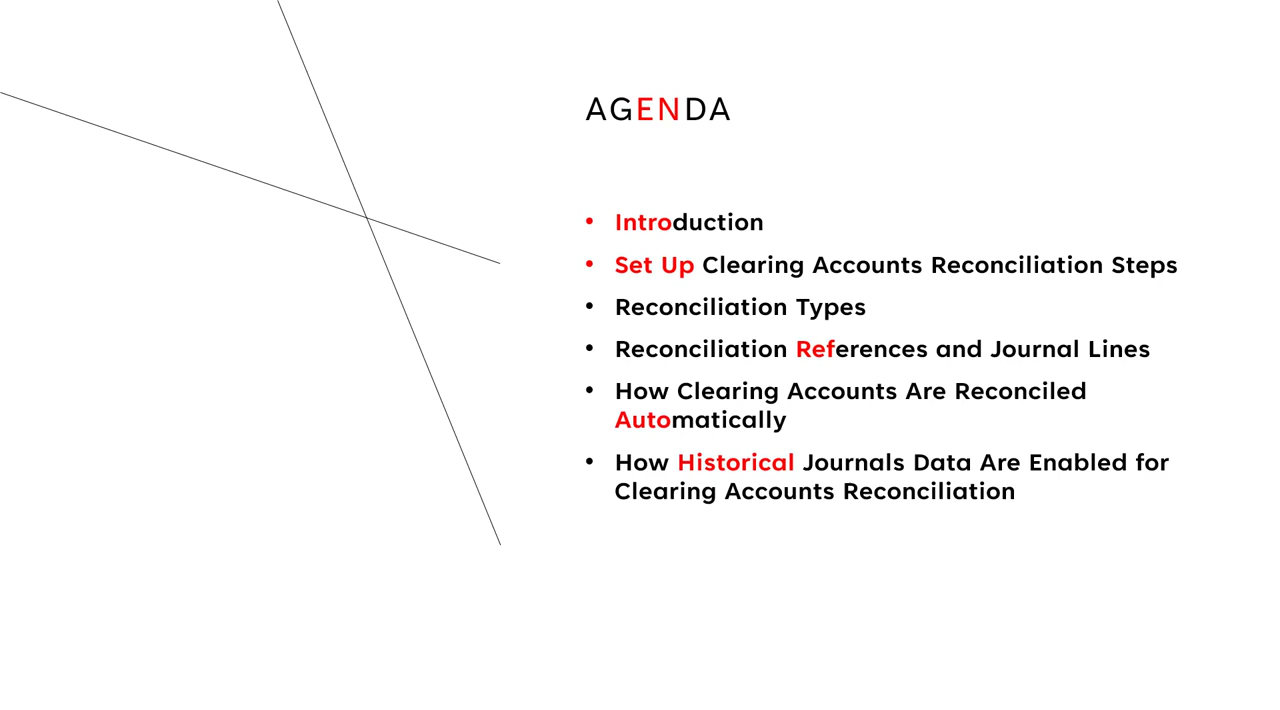 AGENDA
• Introduction
• Set Up Clearing Accounts Reconciliation Steps
• Reconciliation Types
• Reconciliation References and Journal Lines
• How Clearing Accounts Are Reconciled
Automatically
• How Historical Journals Data Are Enabled for
Clearing Accounts Reconciliation